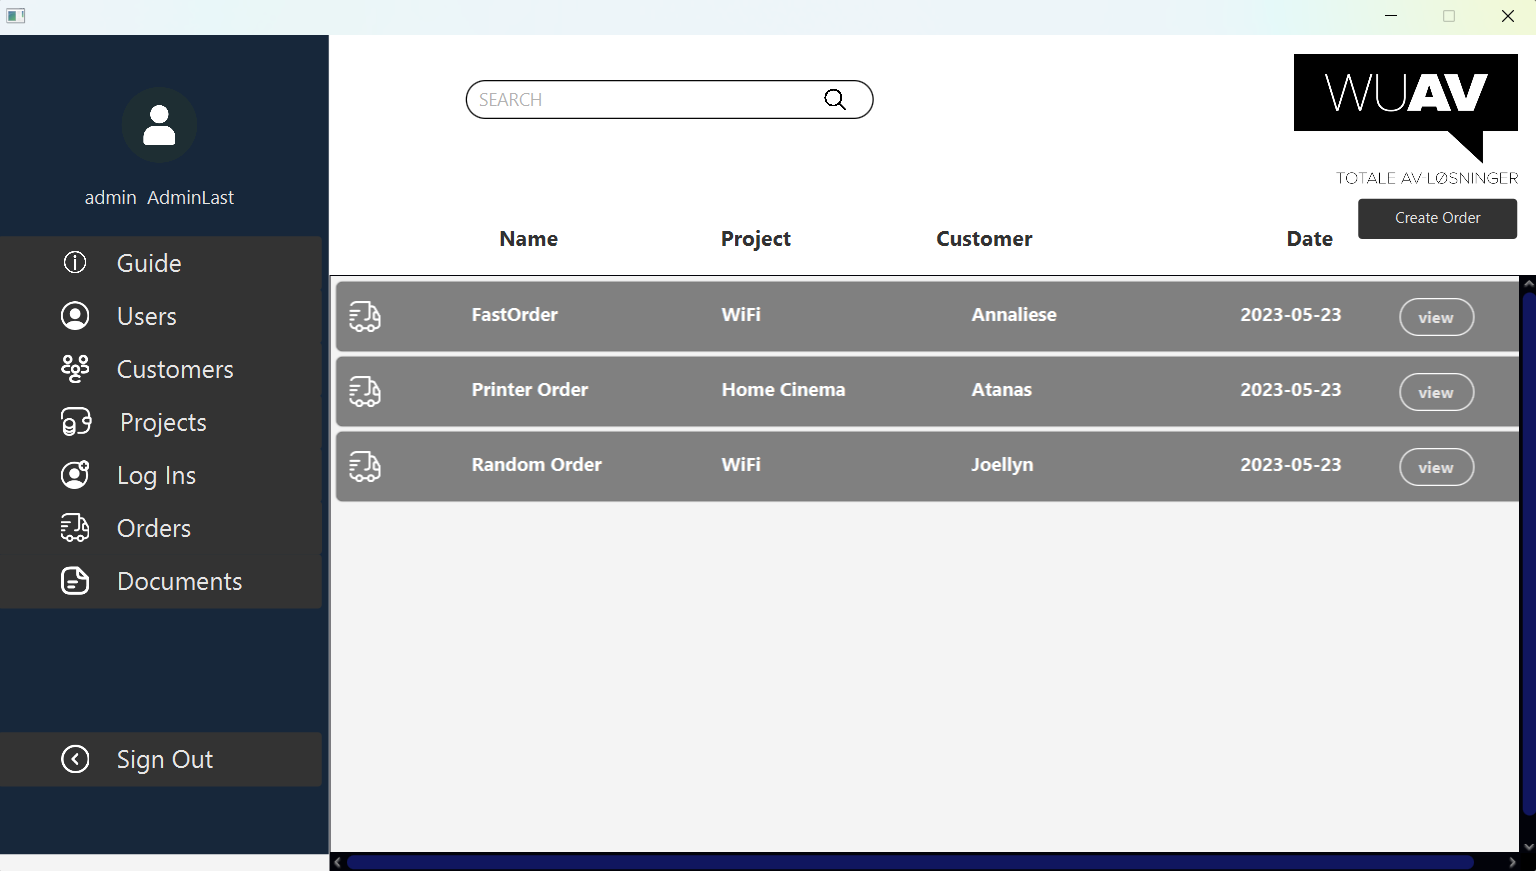 admin AdminLast
Guide
Users
Customers
Projects
Log Ins
Orders
Documents
Sign Out
SEARCH
WUAV
TOTALE AV-LØSNINGER
Create Order
Name Project Customer Date
FastOrder WiFi Annaliese 2023-05-23 view
Printer Order Home Cinema Atanas 2023-05-23 view
Random Order WiFi Joellyn 2023-05-23 view